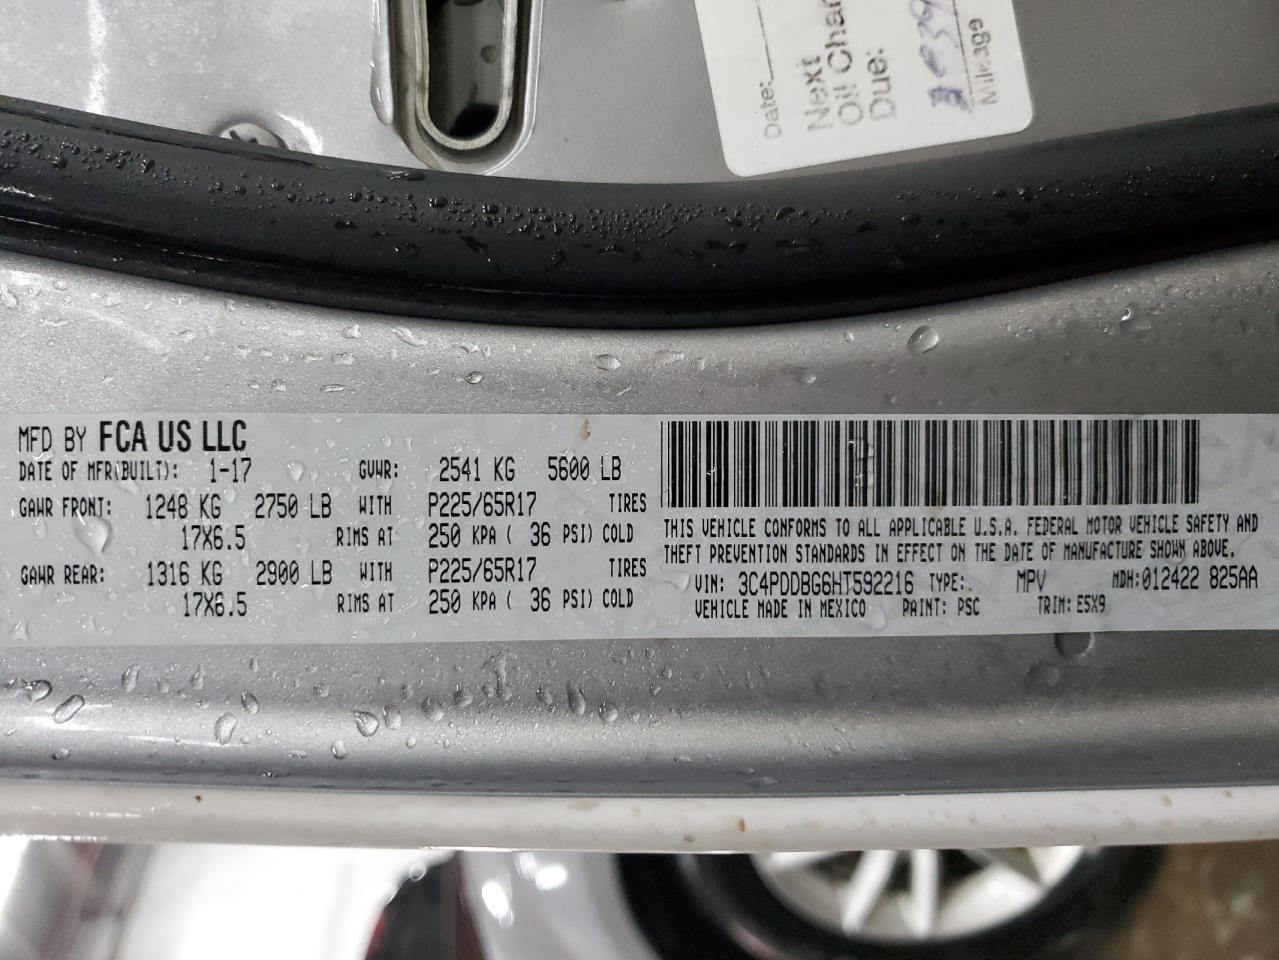 Date:
Next
Oil Char
Due:
Mileage
MFD BY FCA US LLC
DATE OF MFR(BUILT): 1-17 GVWR: 2541 KG 5600 LB
GAWR FRONT: 1248 KG 2750 LB WITH P225/65R17 TIRES
17X6.5 RIMS AT 250 KPA ( 36 PSI) COLD
GAWR REAR: 1316 KG 2900 LB WITH P225/65R17 TIRES
17X6.5 RIMS AT 250 KPA ( 36 PSI) COLD
THIS VEHICLE CONFORMS TO ALL APPLICABLE U.S.A. FEDERAL MOTOR VEHICLE SAFETY AND
THEFT PREVENTION STANDARDS IN EFFECT ON THE DATE OF MANUFACTURE SHOWN ABOVE.
VIN: 3C4PDDBG6HT592216 TYPE: MPV MDH:012422 825AA
VEHICLE MADE IN MEXICO PAINT: PSC TRIM: E5X9